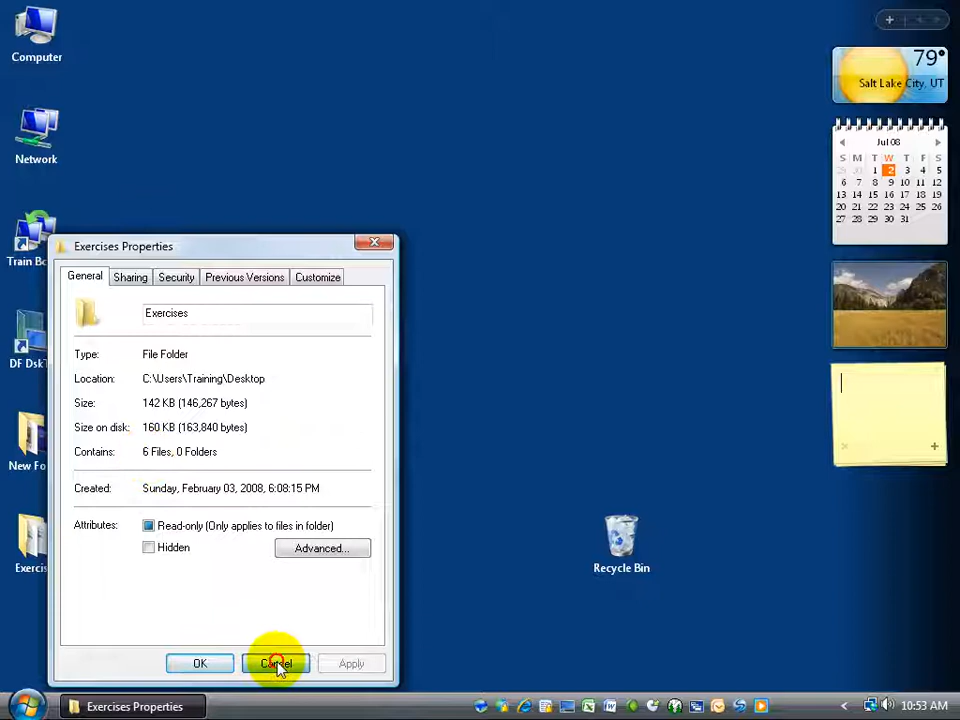 Computer
Network
Train Bo
DF DskT
New Fo
Exercis
79°
Salt Lake City, UT
Jul 08
S M T W T F S
29 30 1 2 3 4 5
6 7 8 9 10 11 12
13 14 15 16 17 18 19
20 21 22 23 24 25 26
27 28 29 30 31
Exercises Properties
General Sharing Security Previous Versions Customize
Exercises
Type: File Folder
Location: C:\Users\Training\Desktop
Size: 142 KB (146,267 bytes)
Size on disk: 160 KB (163,840 bytes)
Contains: 6 Files, 0 Folders
Created: Sunday, February 03, 2008, 6:08:15 PM
Attributes: Read-only (Only applies to files in folder)
Hidden Advanced...
OK Cancel Apply
Recycle Bin
Exercises Properties
10:53 AM